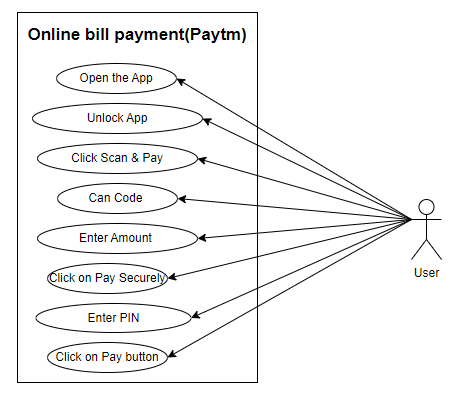 Online bill payment(Paytm)
Open the App
Unlock App
Click Scan & Pay
Can Code
Enter Amount
Click on Pay Securely
Enter PIN
Click on Pay button
User